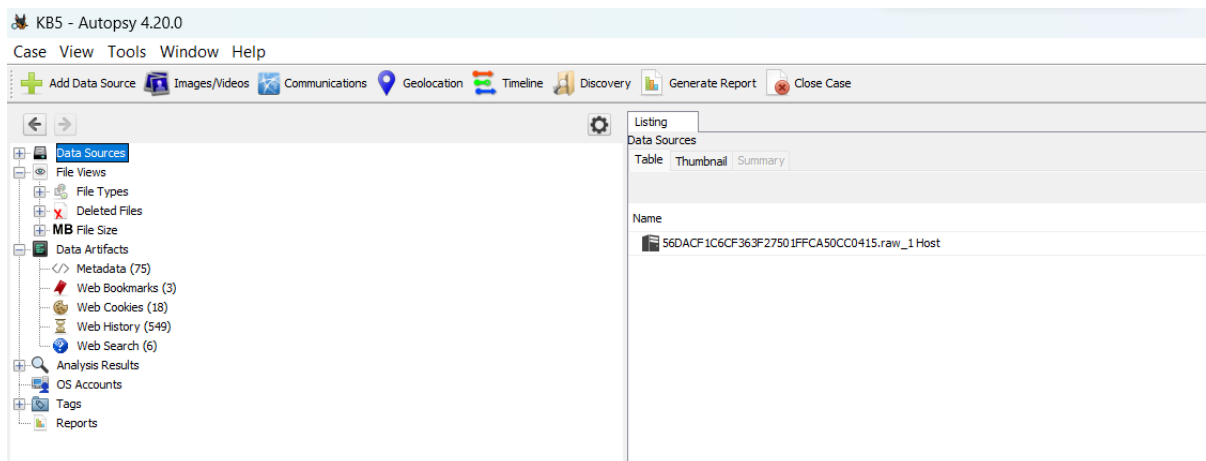 KB5 - Autopsy 4.20.0
Case View Tools Window Help
Add Data Source Images/Videos Communications Geolocation Timeline Discovery Generate Report Close Case
Data Sources
File Views
File Types
Deleted Files
MB File Size
Data Artifacts
Metadata (75)
Web Bookmarks (3)
Web Cookies (18)
Web History (549)
Web Search (6)
Analysis Results
OS Accounts
Tags
Reports
Listing
Data Sources
Table Thumbnail Summary
Name
56DACF1C6CF363F27501FFCA50CC0415.raw_1 Host